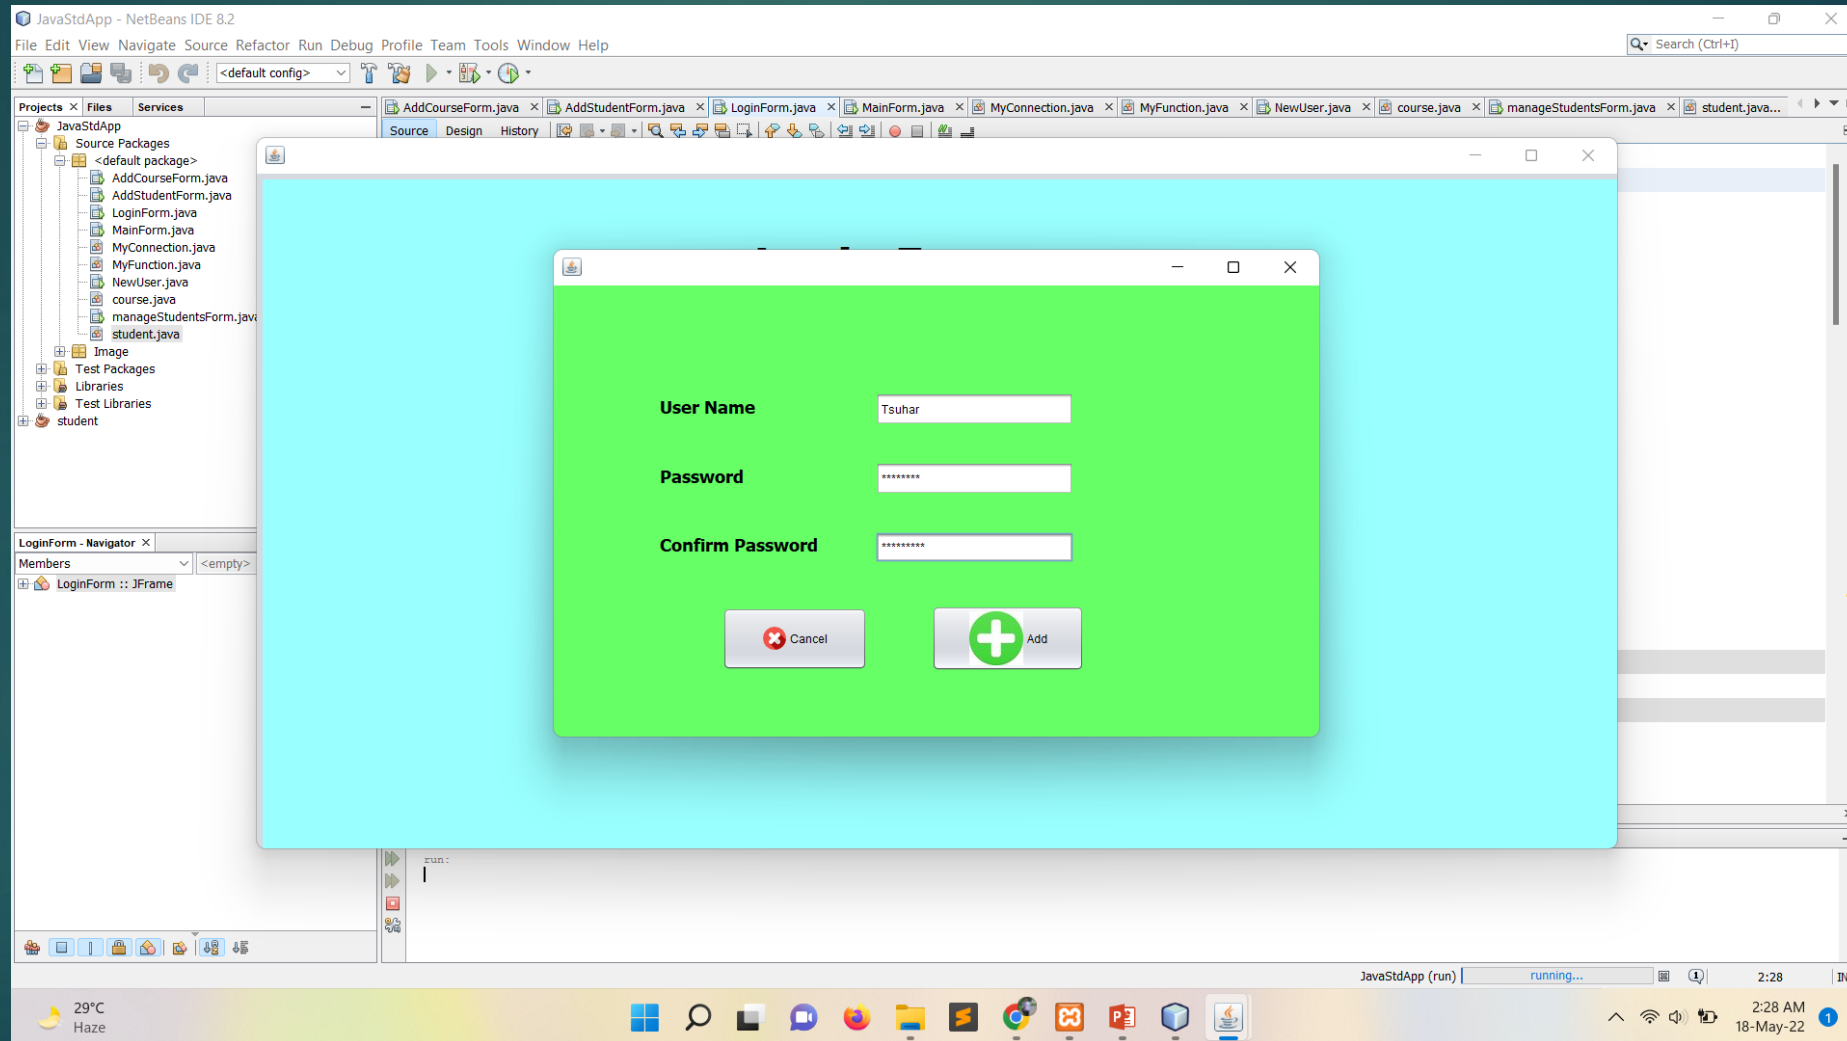 JavaStdApp - NetBeans IDE 8.2
File Edit View Navigate Source Refactor Run Debug Profile Team Tools Window Help
Search (Ctrl+I)
<default config>
Projects Files Services
AddCourseForm.java AddStudentForm.java LoginForm.java MainForm.java MyConnection.java MyFunction.java NewUser.java course.java manageStudentsForm.java student.java...
Source Design History
JavaStdApp
Source Packages
<default package>
AddCourseForm.java
AddStudentForm.java
LoginForm.java
MainForm.java
MyConnection.java
MyFunction.java
NewUser.java
course.java
manageStudentsForm.java
student.java
Image
Test Packages
Libraries
Test Libraries
student
LoginForm - Navigator
Members <empty>
LoginForm :: JFrame
User Name
Tsuhar
Password
********
Confirm Password
*********
Cancel
Add
run:
JavaStdApp (run) running... 2:28 IN
29°C
Haze
2:28 AM
18-May-22
1